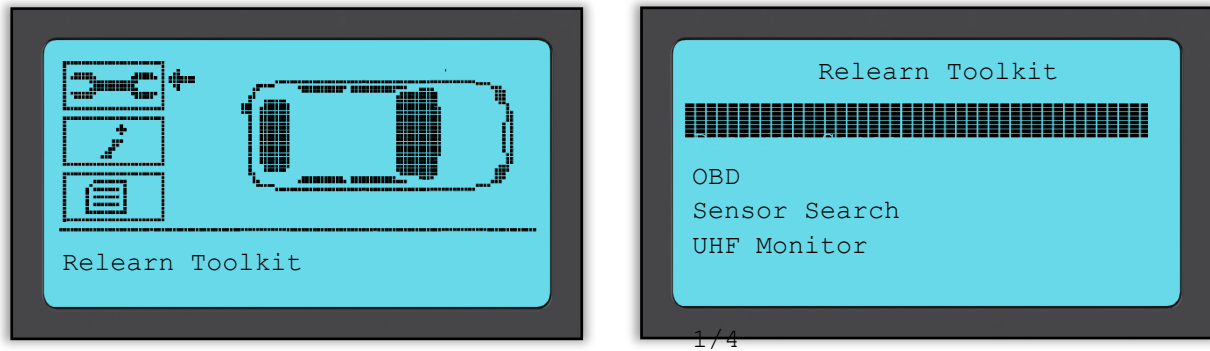 Relearn Toolkit
Relearn Toolkit
OBD
Sensor Search
UHF Monitor
1/4